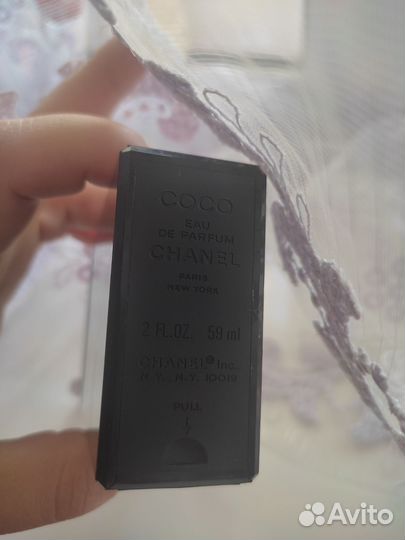 COCO
EAU
DE PARFUM
CHANEL
PARIS
NEW YORK
2 FL.OZ. 59 ml
CHANEL® Inc.
N.Y., N.Y. 10019
PULL
Avito